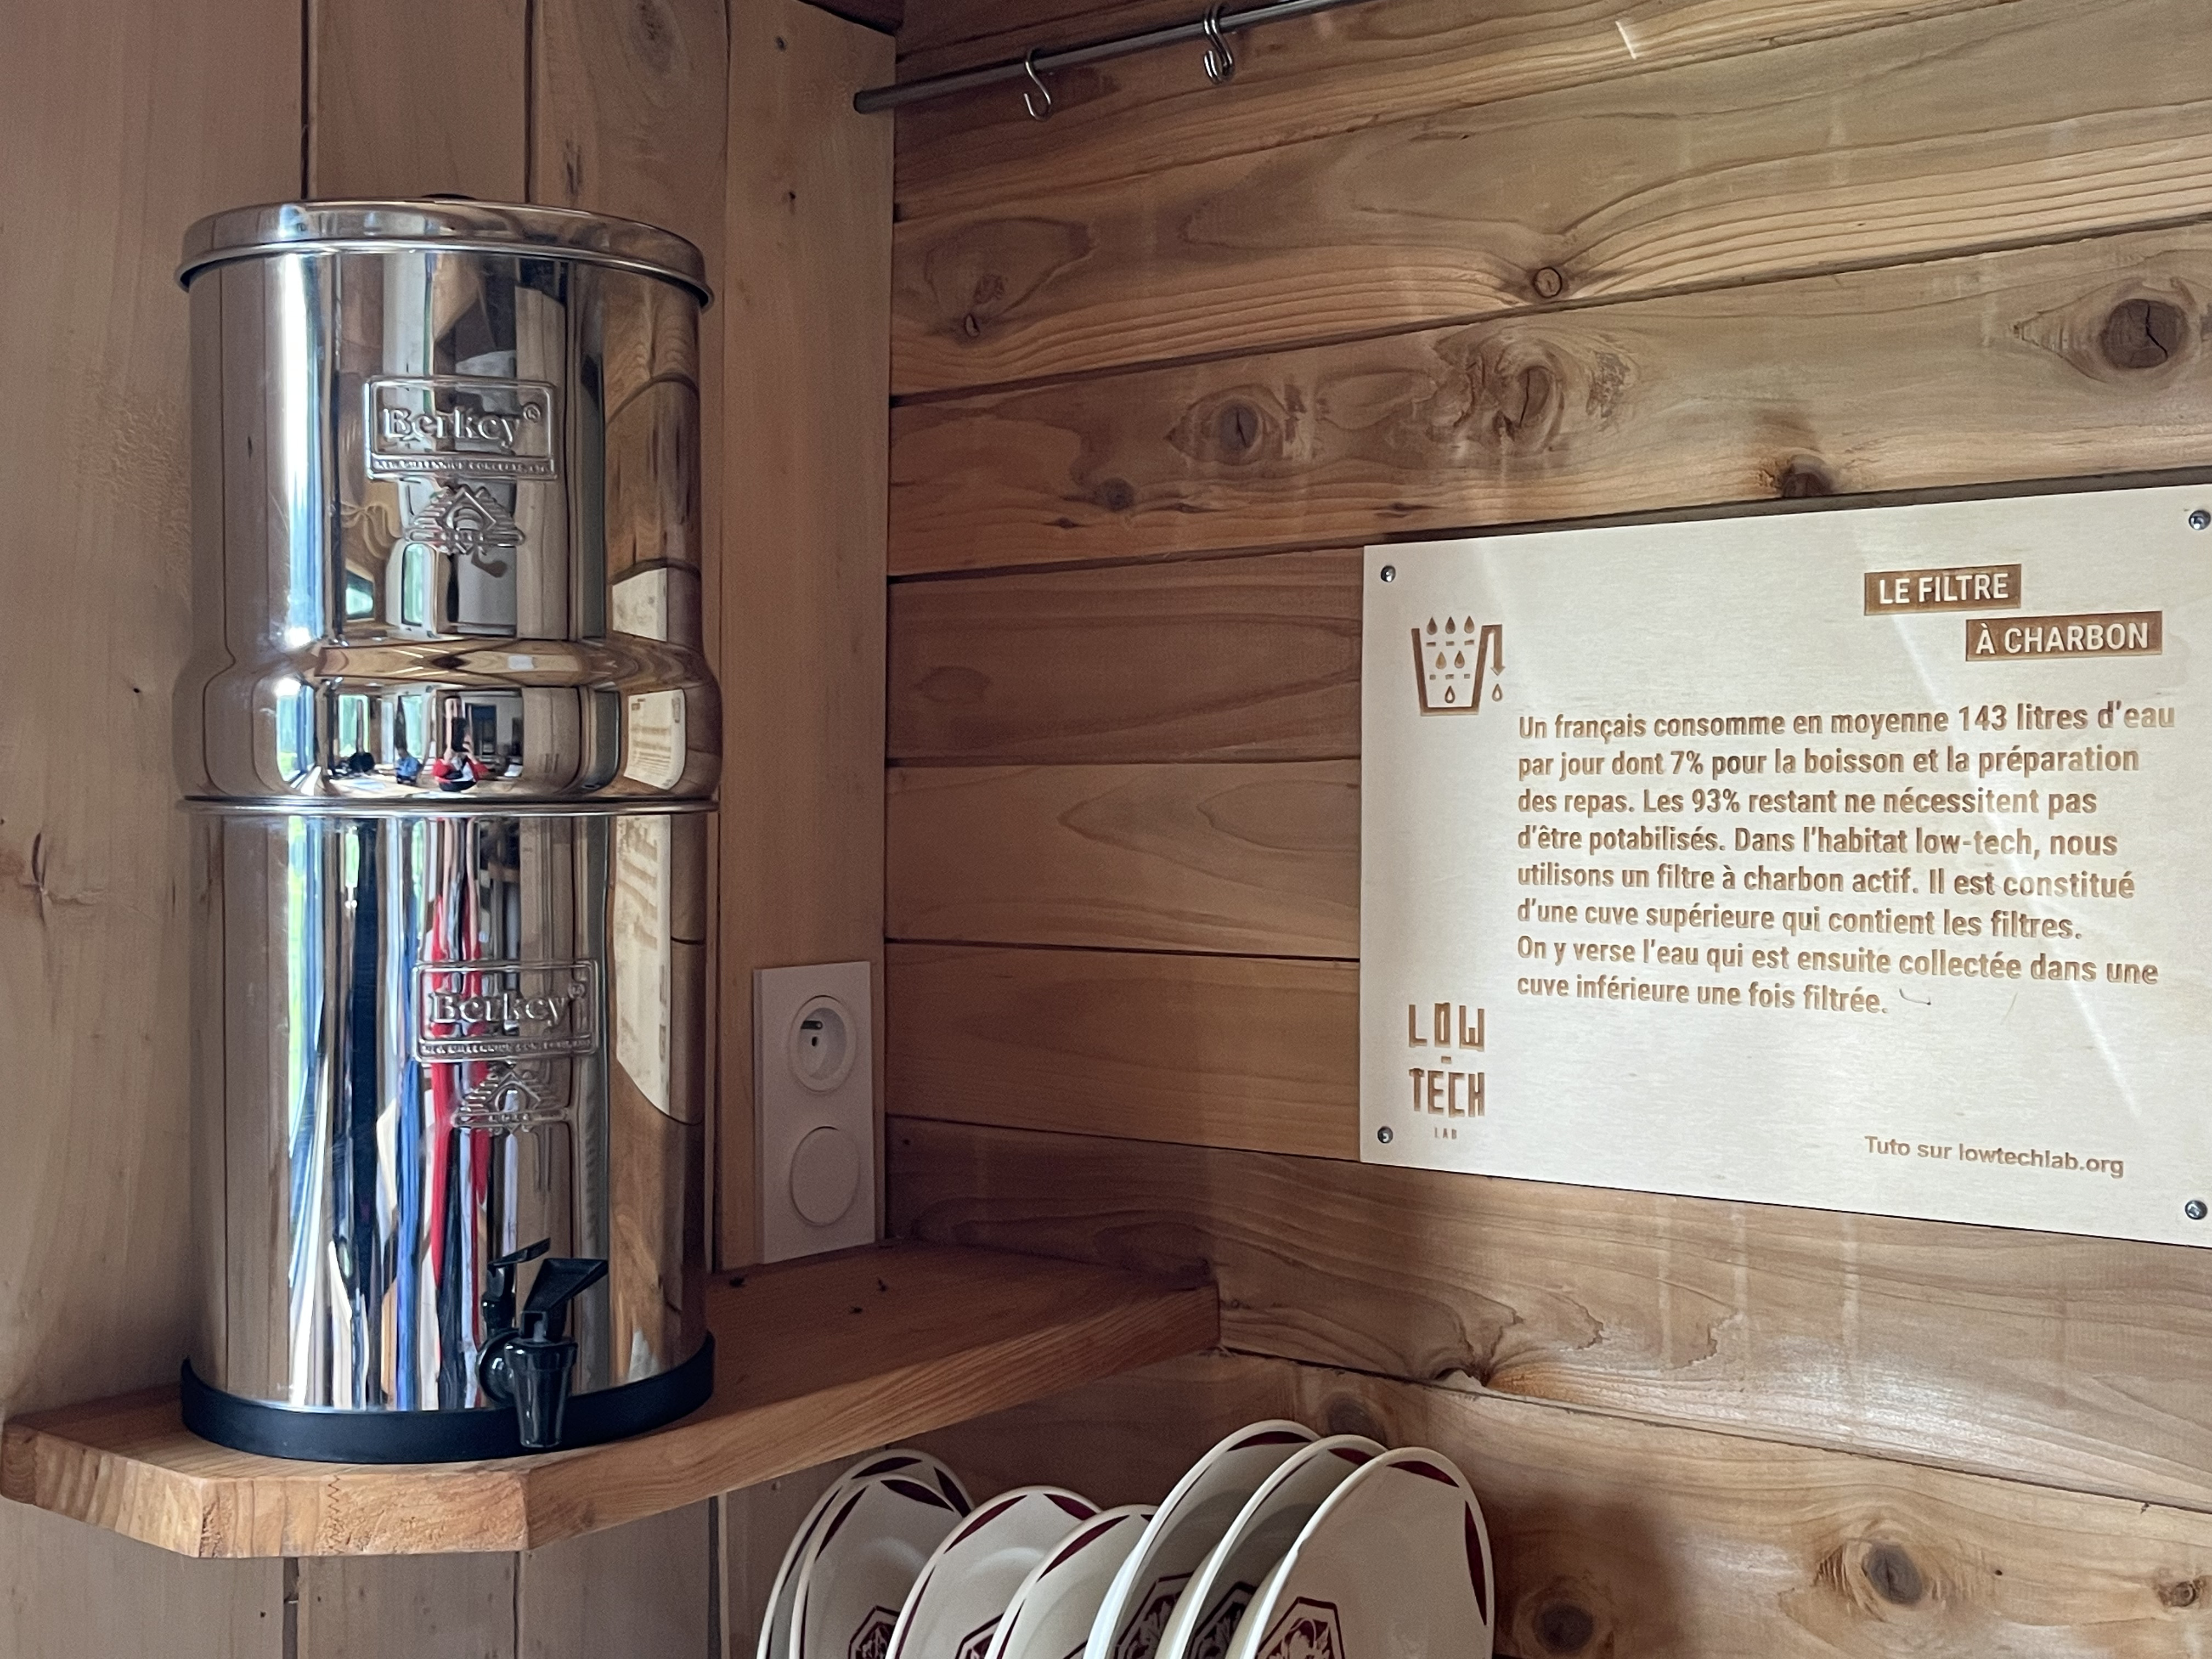 Berkey®
Berkey®
LE FILTRE
À CHARBON
Un français consomme en moyenne 143 litres d'eau
par jour dont 7% pour la boisson et la préparation
des repas. Les 93% restant ne nécessitent pas
d'être potabilisés. Dans l'habitat low-tech, nous
utilisons un filtre à charbon actif. Il est constitué
d'une cuve supérieure qui contient les filtres.
On y verse l'eau qui est ensuite collectée dans une
cuve inférieure une fois filtrée.
LOW
-
TECH
LAB
Tuto sur lowtechlab.org